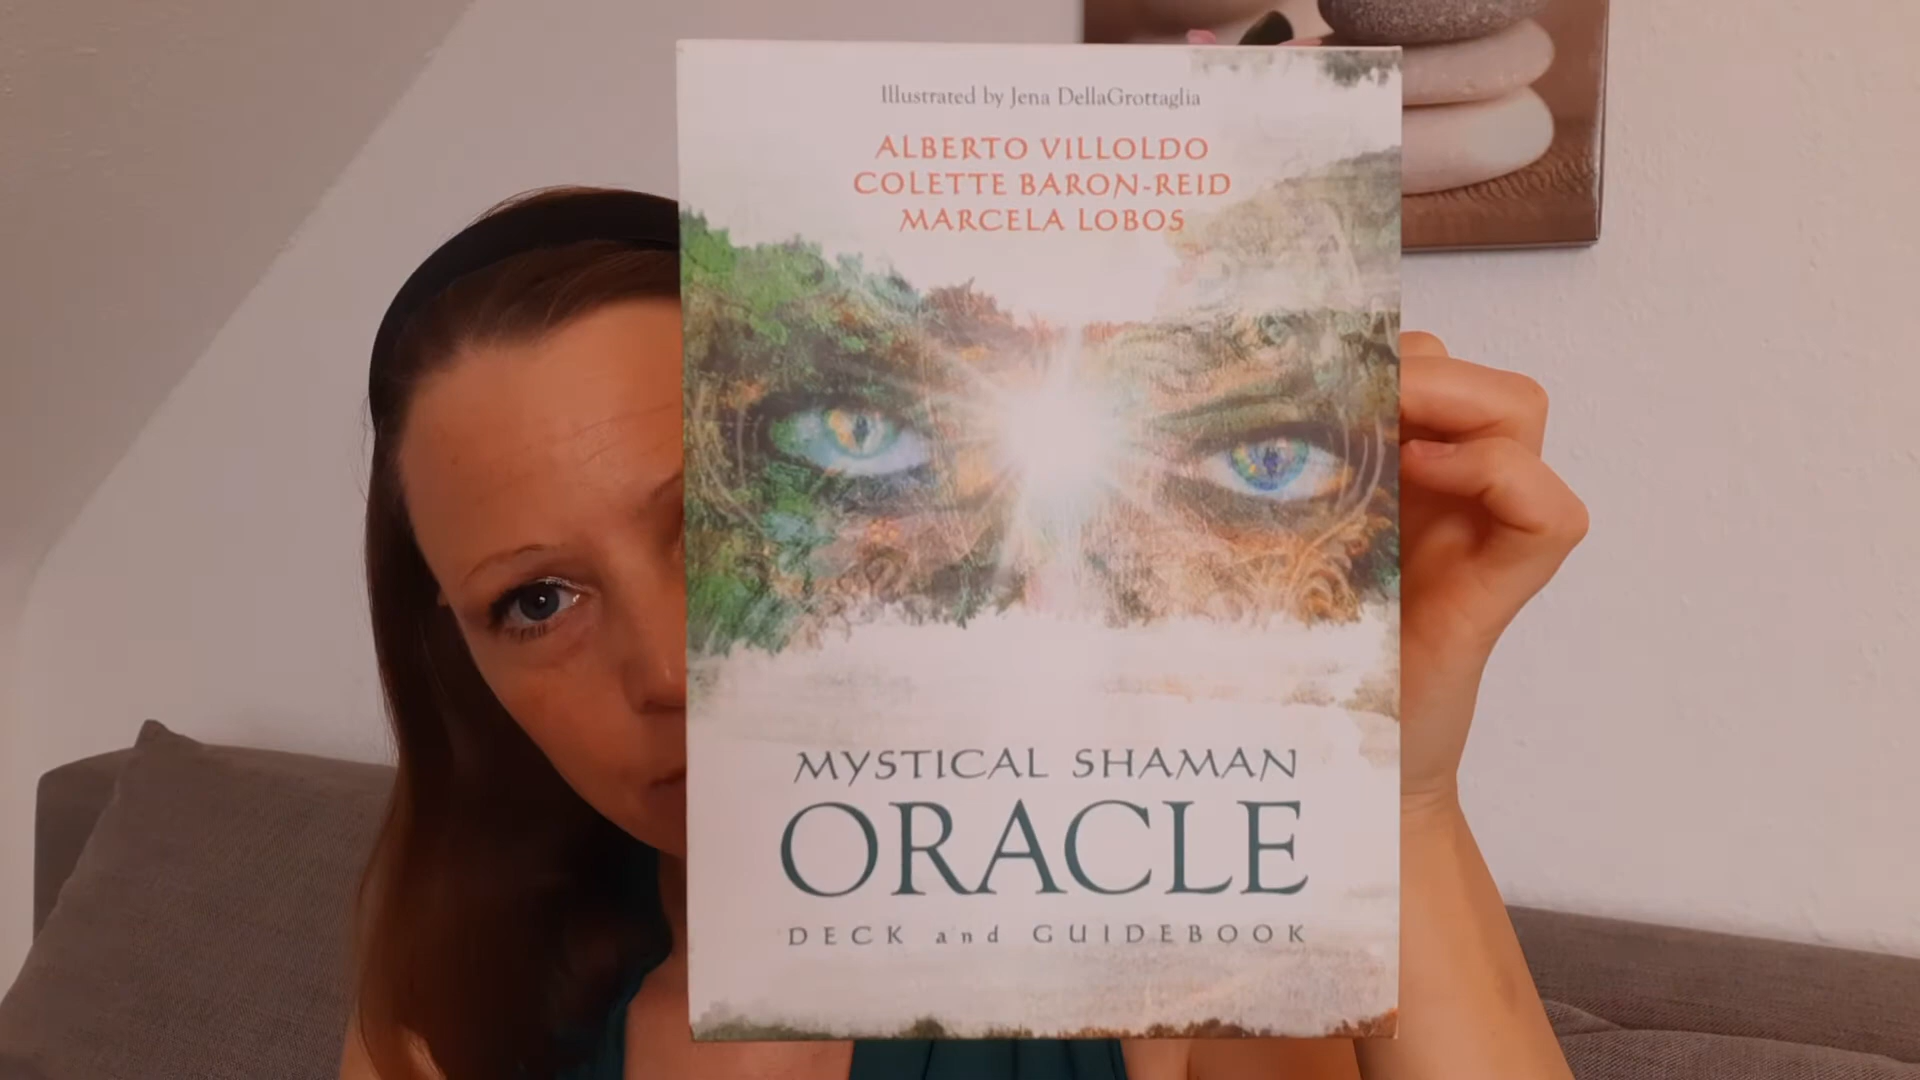 Illustrated by Jena DellaGrottaglia
ALBERTO VILLOLDO
COLETTE BARON-REID
MARCELA LOBOS
MYSTICAL SHAMAN
ORACLE
DECK and GUIDEBOOK